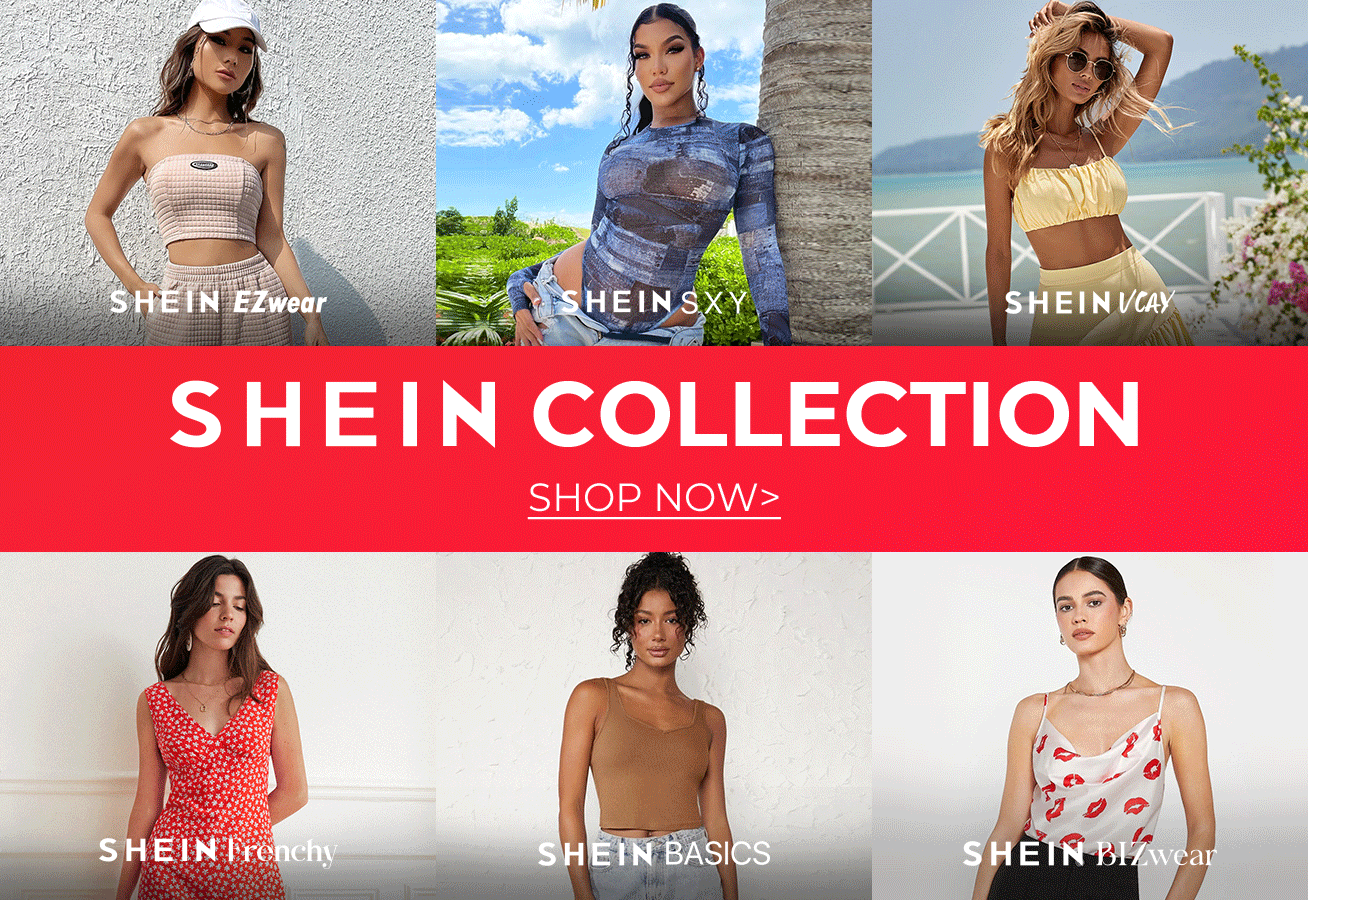 SHEIN EZwear
SHEIN SXY
SHEIN VCAY
SHEIN COLLECTION
SHOP NOW>
SHEIN Frenchy
SHEIN BASICS
SHEIN BIZwear